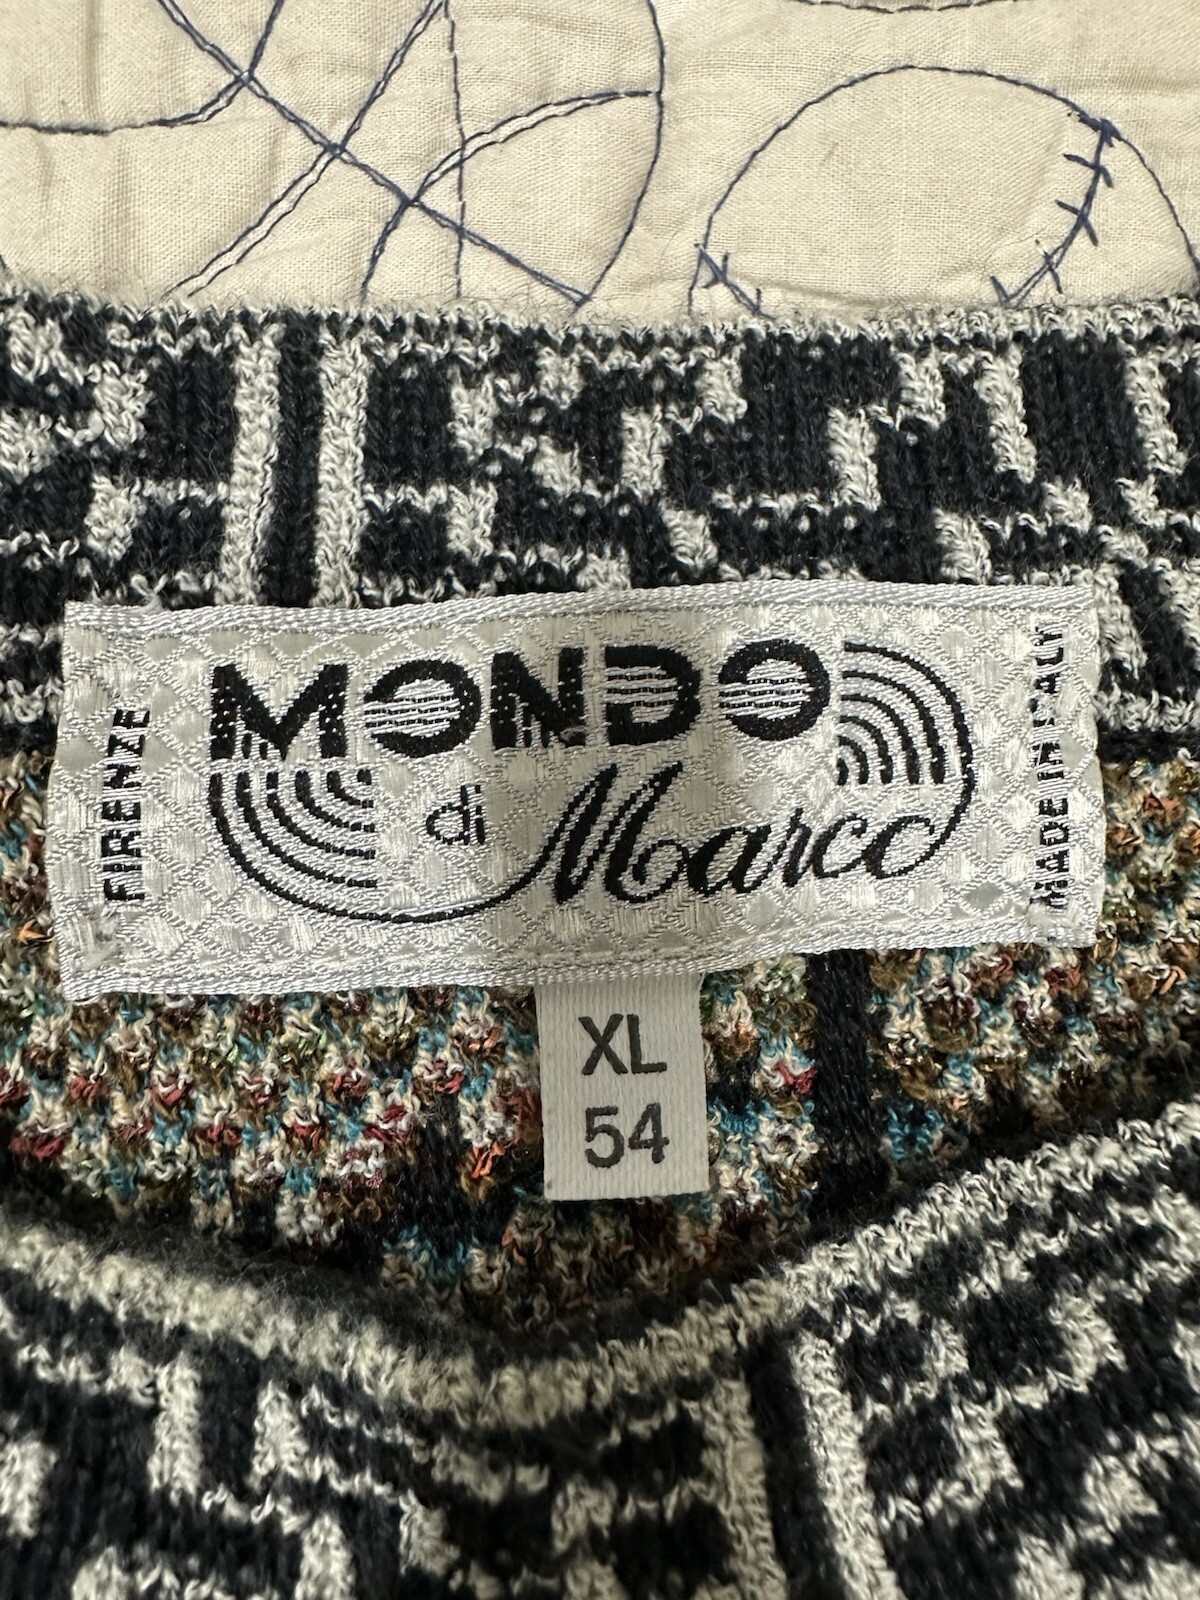 FIRENZE
MONDO
di Marco
MADE IN ITALY
XL
54